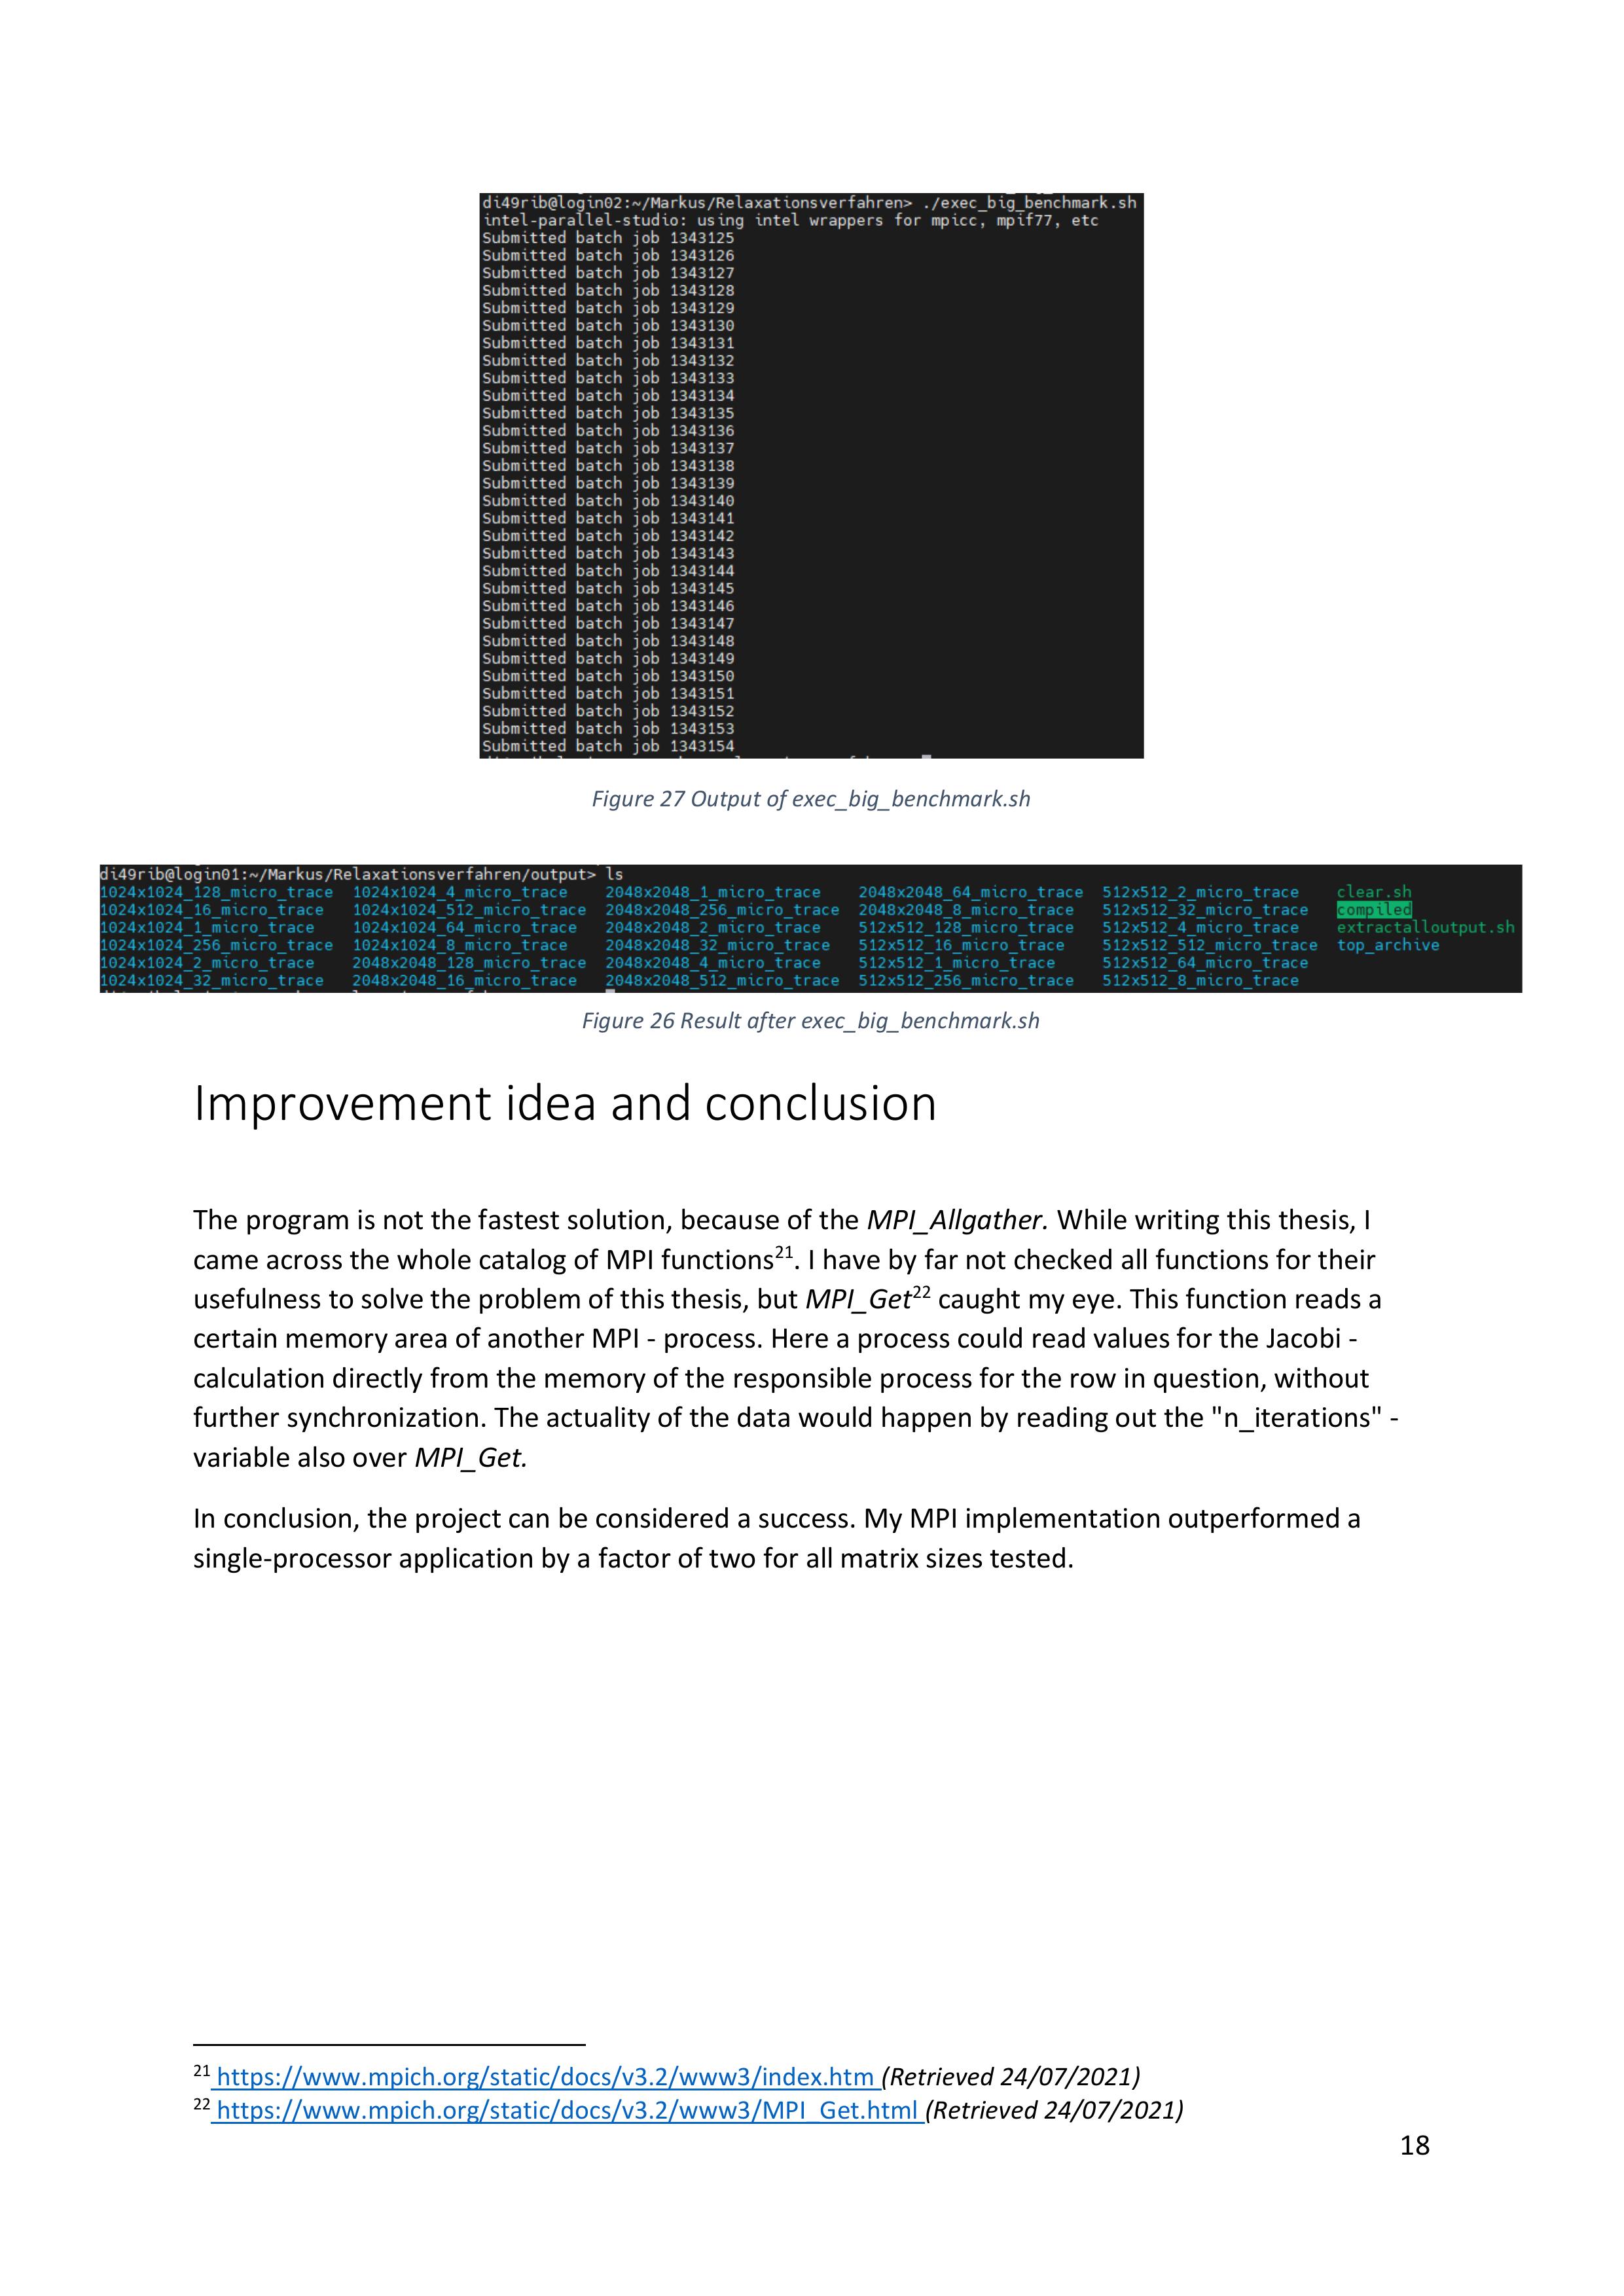 di49rib@login02:~/Markus/Relaxationsverfahren> ./exec_big_benchmark.sh
intel-parallel-studio: using intel wrappers for mpicc, mpif77, etc
Submitted batch job 1343125
Submitted batch job 1343126
Submitted batch job 1343127
Submitted batch job 1343128
Submitted batch job 1343129
Submitted batch job 1343130
Submitted batch job 1343131
Submitted batch job 1343132
Submitted batch job 1343133
Submitted batch job 1343134
Submitted batch job 1343135
Submitted batch job 1343136
Submitted batch job 1343137
Submitted batch job 1343138
Submitted batch job 1343139
Submitted batch job 1343140
Submitted batch job 1343141
Submitted batch job 1343142
Submitted batch job 1343143
Submitted batch job 1343144
Submitted batch job 1343145
Submitted batch job 1343146
Submitted batch job 1343147
Submitted batch job 1343148
Submitted batch job 1343149
Submitted batch job 1343150
Submitted batch job 1343151
Submitted batch job 1343152
Submitted batch job 1343153
Submitted batch job 1343154
Figure 27 Output of exec_big_benchmark.sh
di49rib@login01:~/Markus/Relaxationsverfahren/output> ls
1024x1024_128_micro_trace 1024x1024_4_micro_trace 2048x2048_1_micro_trace 2048x2048_64_micro_trace 512x512_2_micro_trace clear.sh
1024x1024_16_micro_trace 1024x1024_512_micro_trace 2048x2048_256_micro_trace 2048x2048_8_micro_trace 512x512_32_micro_trace compiled
1024x1024_1_micro_trace 1024x1024_64_micro_trace 2048x2048_2_micro_trace 512x512_128_micro_trace 512x512_4_micro_trace extractalloutput.sh
1024x1024_256_micro_trace 1024x1024_8_micro_trace 2048x2048_32_micro_trace 512x512_16_micro_trace 512x512_512_micro_trace top_archive
1024x1024_2_micro_trace 2048x2048_128_micro_trace 2048x2048_4_micro_trace 512x512_1_micro_trace 512x512_64_micro_trace
1024x1024_32_micro_trace 2048x2048_16_micro_trace 2048x2048_512_micro_trace 512x512_256_micro_trace 512x512_8_micro_trace
Figure 26 Result after exec_big_benchmark.sh
Improvement idea and conclusion
The program is not the fastest solution, because of the MPI_Allgather. While writing this thesis, I
came across the whole catalog of MPI functions21. I have by far not checked all functions for their
usefulness to solve the problem of this thesis, but MPI_Get22 caught my eye. This function reads a
certain memory area of another MPI - process. Here a process could read values for the Jacobi -
calculation directly from the memory of the responsible process for the row in question, without
further synchronization. The actuality of the data would happen by reading out the "n_iterations" -
variable also over MPI_Get.
In conclusion, the project can be considered a success. My MPI implementation outperformed a
single-processor application by a factor of two for all matrix sizes tested.
21 https://www.mpich.org/static/docs/v3.2/www3/index.htm (Retrieved 24/07/2021)
22 https://www.mpich.org/static/docs/v3.2/www3/MPI_Get.html (Retrieved 24/07/2021)
18